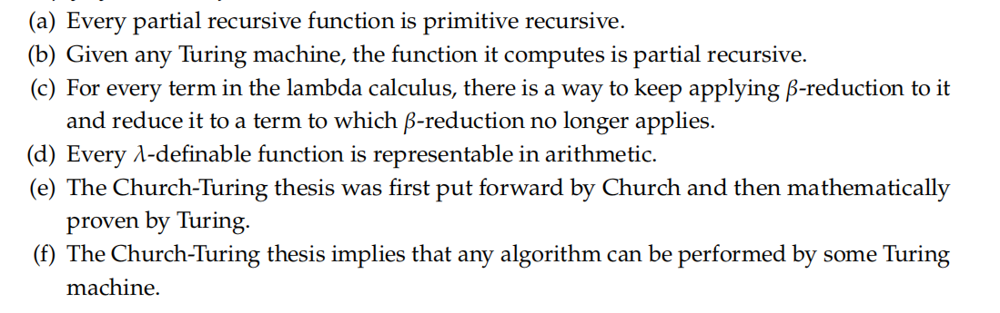 (a) Every partial recursive function is primitive recursive.
(b) Given any Turing machine, the function it computes is partial recursive.
(c) For every term in the lambda calculus, there is a way to keep applying β-reduction to it
and reduce it to a term to which β-reduction no longer applies.
(d) Every λ-definable function is representable in arithmetic.
(e) The Church-Turing thesis was first put forward by Church and then mathematically
proven by Turing.
(f) The Church-Turing thesis implies that any algorithm can be performed by some Turing
machine.